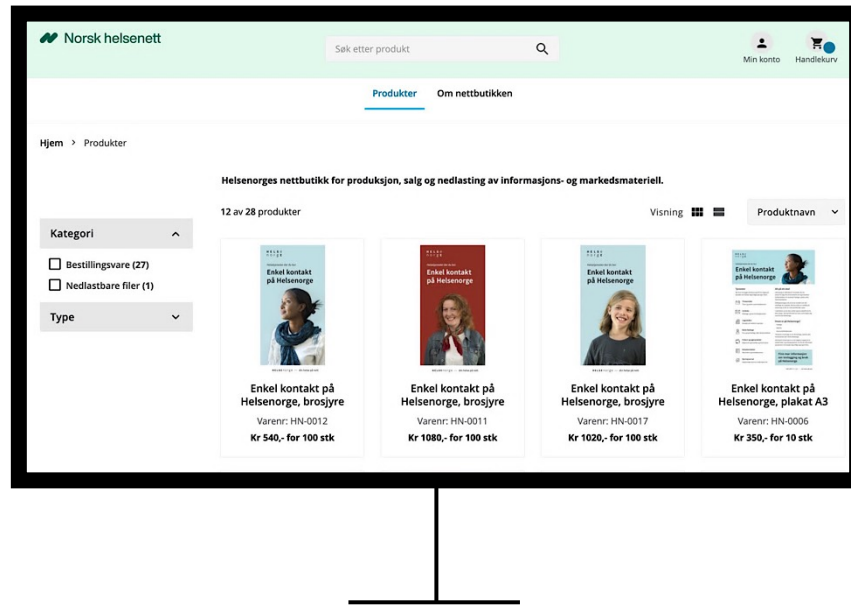 Norsk helsenett
Søk etter produkt
Min konto
Handlekurv
Produkter
Om nettbutikken
Hjem > Produkter
Helsenorges nettbutikk for produksjon, salg og nedlasting av informasjons- og markedsmateriell.
12 av 28 produkter
Visning
Produktnavn
Kategori
Bestillingsvare (27)
Nedlastbare filer (1)
Type
Enkel kontakt
på Helsenorge
Enkel kontakt på
Helsenorge, brosjyre
Varenr: HN-0012
Kr 540,- for 100 stk
Enkel kontakt
på Helsenorge
Enkel kontakt på
Helsenorge, brosjyre
Varenr: HN-0011
Kr 1080,- for 100 stk
Enkel kontakt
på Helsenorge
Enkel kontakt på
Helsenorge, brosjyre
Varenr: HN-0017
Kr 1020,- for 100 stk
Enkel kontakt
på Helsenorge
Enkel kontakt på
Helsenorge, plakat A3
Varenr: HN-0006
Kr 350,- for 10 stk